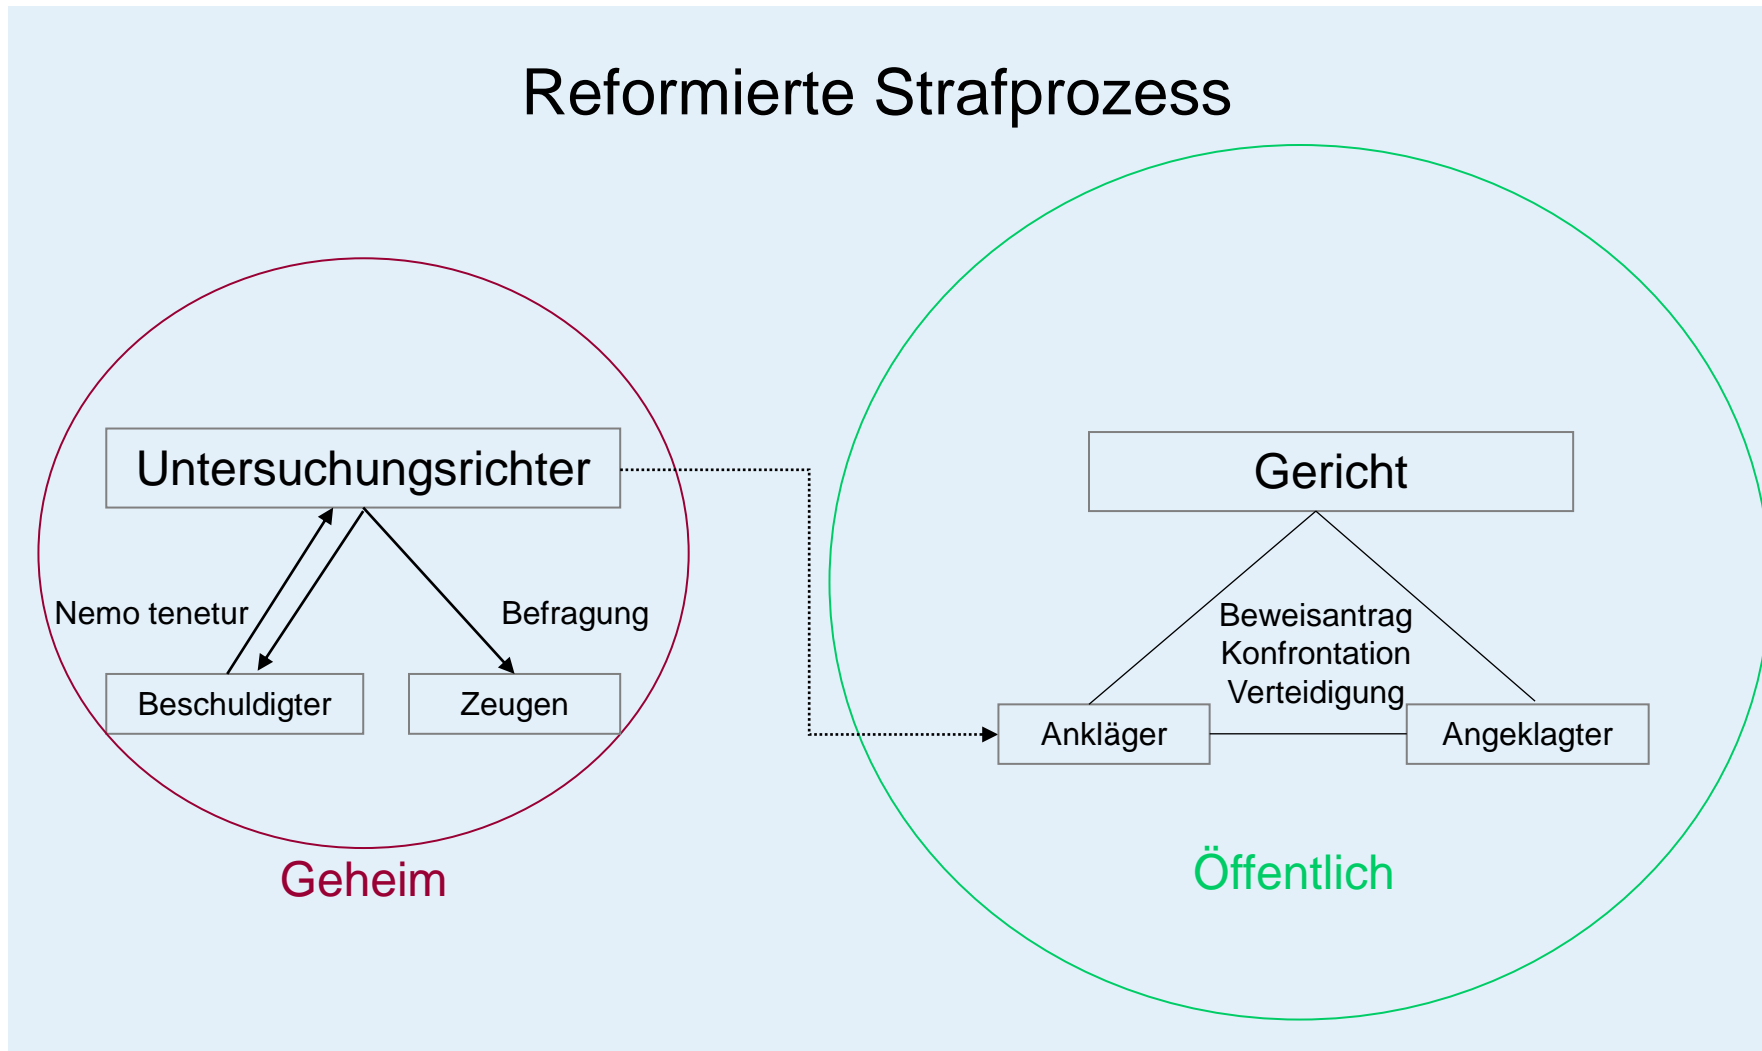 Reformierte Strafprozess
Untersuchungsrichter
Nemo tenetur
Befragung
Beschuldigter
Zeugen
Geheim
Gericht
Beweisantrag
Konfrontation
Verteidigung
Ankläger
Angeklagter
Öffentlich